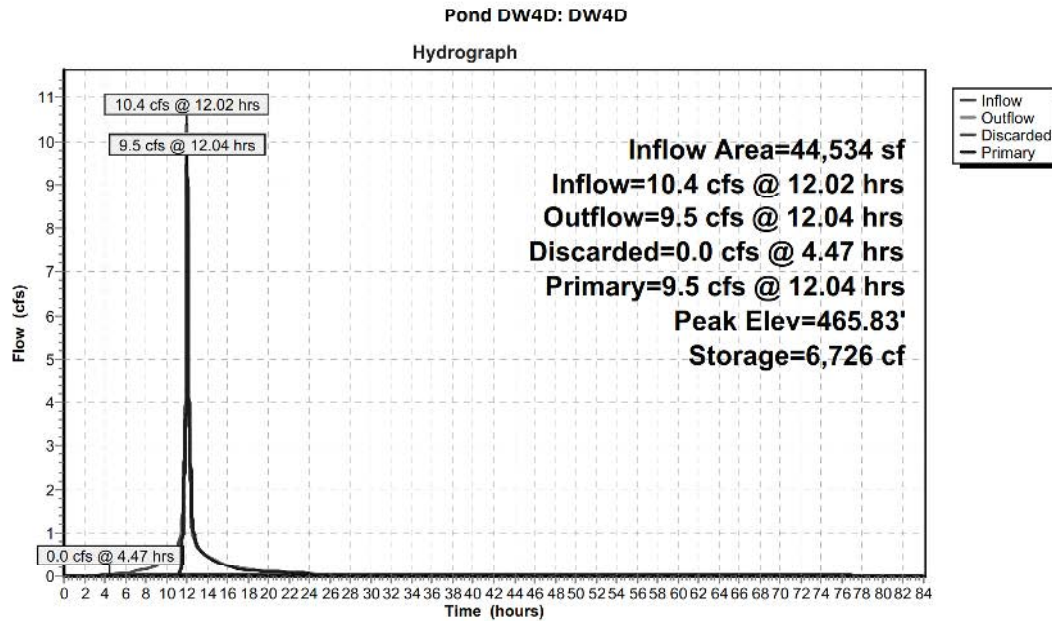 Pond DW4D: DW4D
Hydrograph
10.4 cfs @ 12.02 hrs
9.5 cfs @ 12.04 hrs
0.0 cfs @ 4.47 hrs
Inflow
Outflow
Discarded
Primary
Inflow Area=44,534 sf
Inflow=10.4 cfs @ 12.02 hrs
Outflow=9.5 cfs @ 12.04 hrs
Discarded=0.0 cfs @ 4.47 hrs
Primary=9.5 cfs @ 12.04 hrs
Peak Elev=465.83'
Storage=6,726 cf
Flow (cfs)
11
10
9
8
7
6
5
4
3
2
1
0
0 2 4 6 8 10 12 14 16 18 20 22 24 26 28 30 32 34 36 38 40 42 44 46 48 50 52 54 56 58 60 62 64 66 68 70 72 74 76 78 80 82 84
Time (hours)